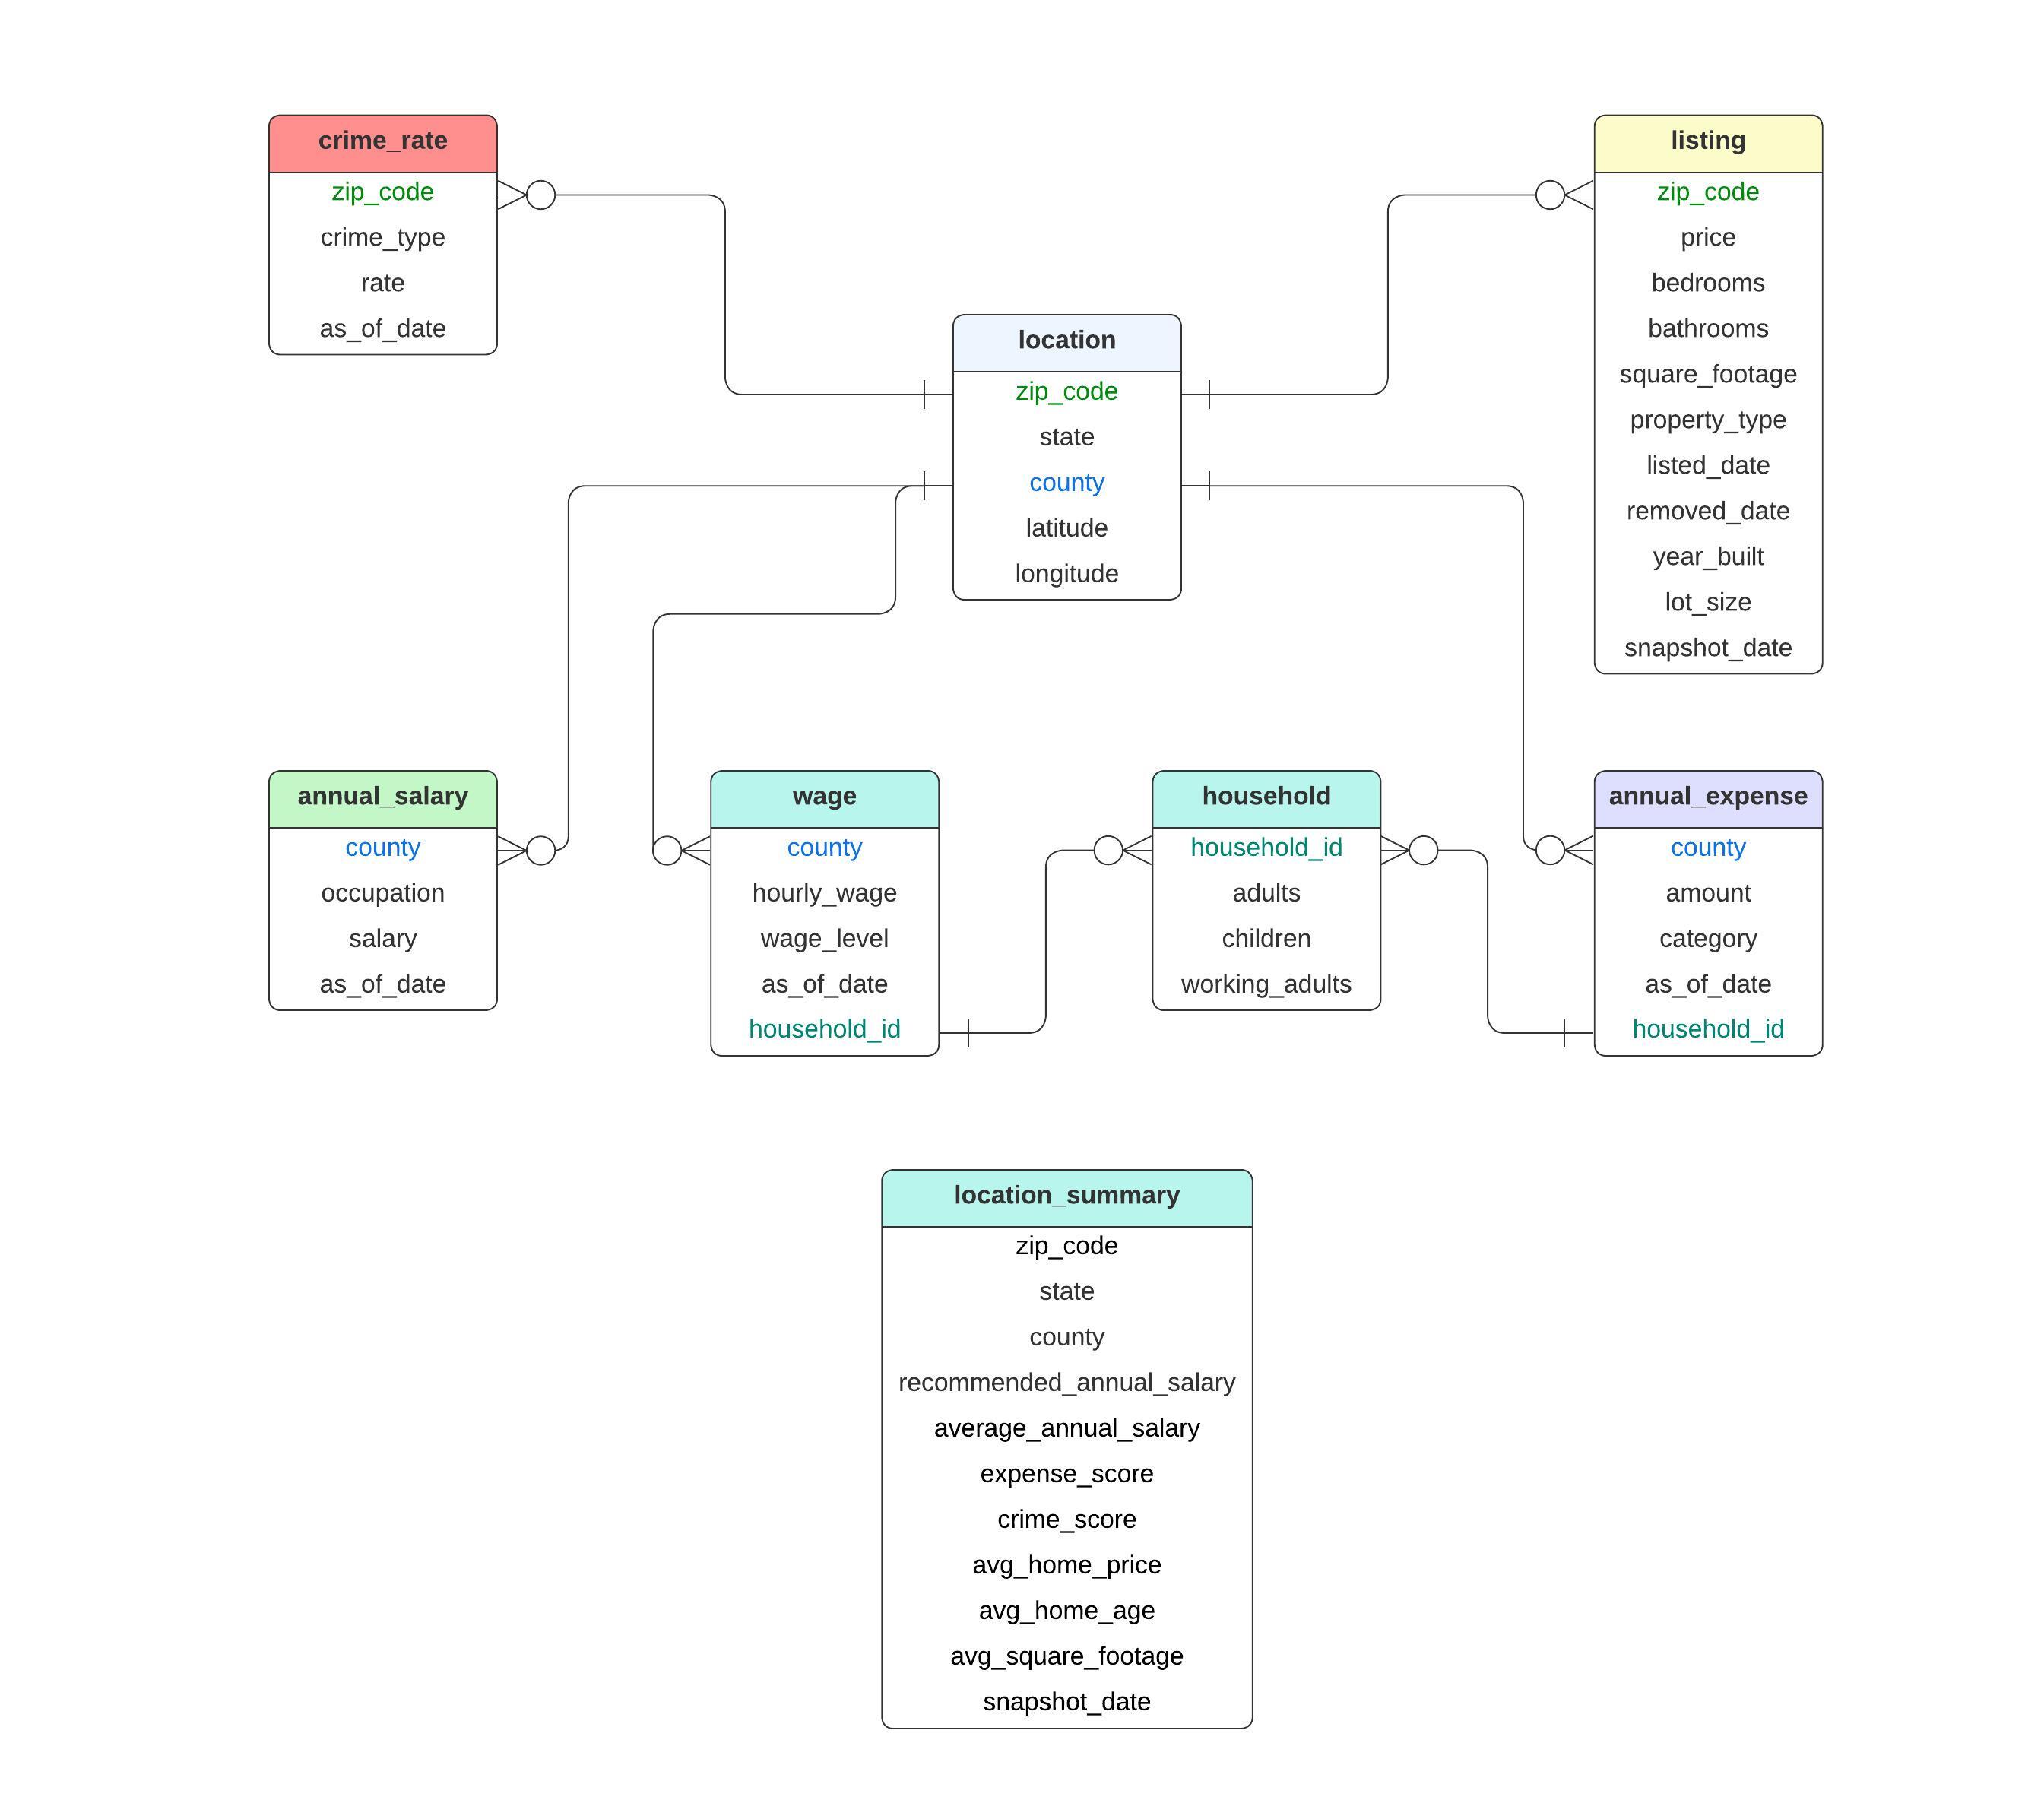 crime_rate
zip_code
crime_type
rate
as_of_date
listing
zip_code
price
bedrooms
bathrooms
square_footage
property_type
listed_date
removed_date
year_built
lot_size
snapshot_date
location
zip_code
state
county
latitude
longitude
annual_salary
county
occupation
salary
as_of_date
wage
county
hourly_wage
wage_level
as_of_date
household_id
household
household_id
adults
children
working_adults
annual_expense
county
amount
category
as_of_date
household_id
location_summary
zip_code
state
county
recommended_annual_salary
average_annual_salary
expense_score
crime_score
avg_home_price
avg_home_age
avg_square_footage
snapshot_date